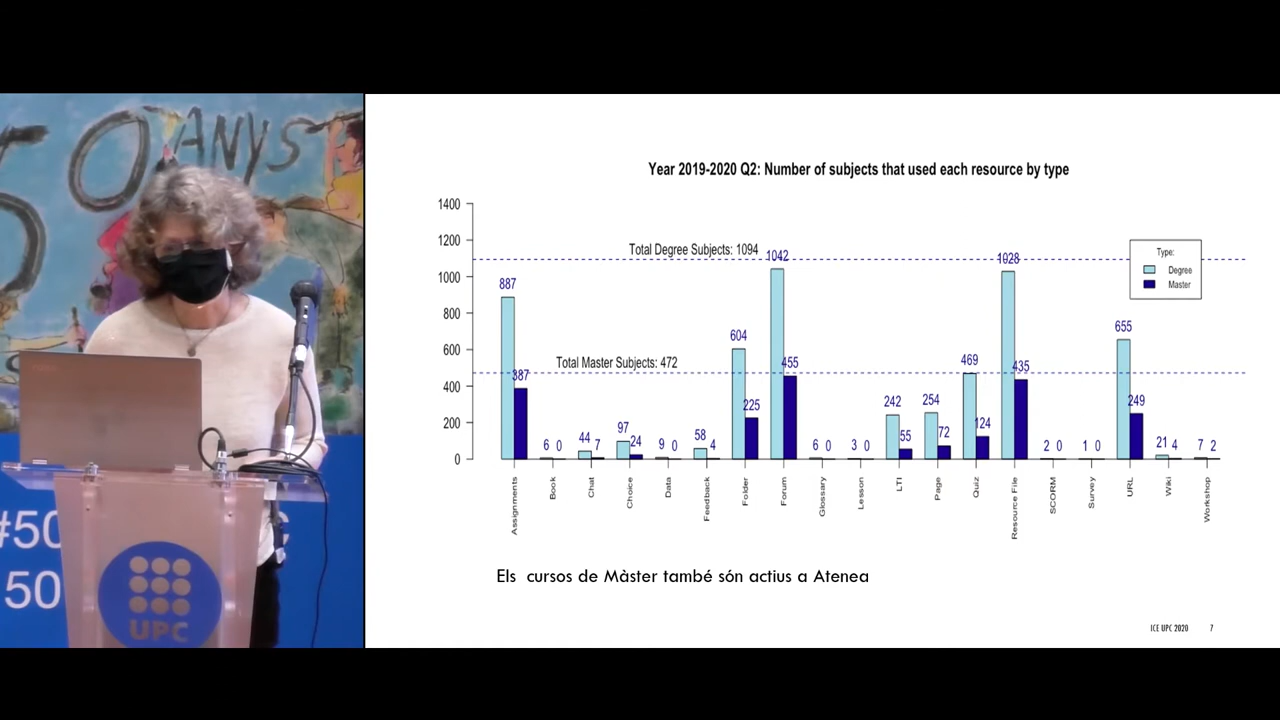 50 ANYS
#50
50
UPC
Year 2019-2020 Q2: Number of subjects that used each resource by type
1400
1200
1000
800
600
400
200
0
Total Degree Subjects: 1094
Total Master Subjects: 472
Type:
Degree
Master
887 387
6 0
44 7
97 24
9 0
58 4
604 225
1042 455
6 0
3 0
242 55
254 72
469 124
1028 435
2 0
1 0
655 249
21 4
7 2
Assignments
Book
Chat
Choice
Data
Feedback
Folder
Forum
Glossary
Lesson
LTI
Page
Quiz
Resource File
SCORM
Survey
URL
Wiki
Workshop
Els cursos de Màster també són actius a Atenea
ICE UPC 2020 7